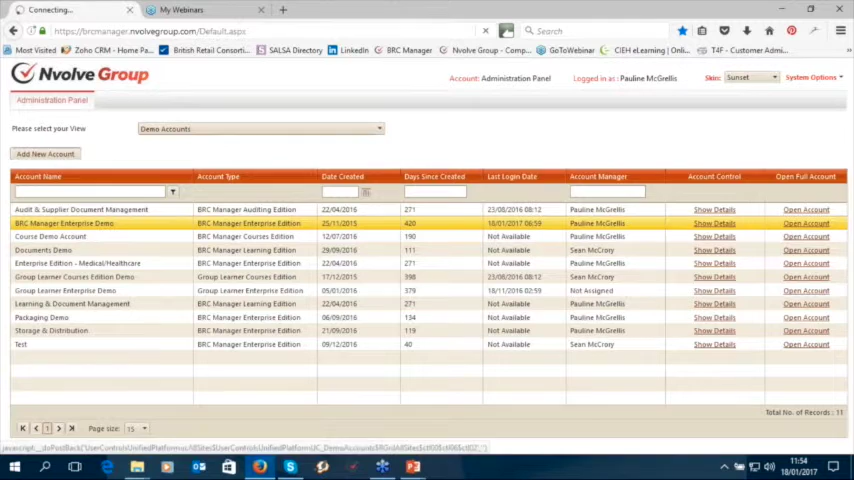 Connecting...
My Webinars
https://brcmanager.nvolvegroup.com/Default.aspx
Search
Most Visited Zoho CRM - Home Pa... British Retail Consorti... SALSA Directory LinkedIn BRC Manager Nvolve Group - Comp... GoToWebinar CIEH eLearning | Onli... T4F - Customer Admi...
Nvolve Group
Account: Administration Panel Logged in as : Pauline McGrellis Skin: Sunset System Options
Administration Panel
Please select your View Demo Accounts
Add New Account
Account Name Account Type Date Created Days Since Created Last Login Date Account Manager Account Control Open Full Account
Audit & Supplier Document Management BRC Manager Auditing Edition 22/04/2016 271 23/08/2016 08:12 Pauline McGrellis Show Details Open Account
BRC Manager Enterprise Demo BRC Manager Enterprise Edition 25/11/2015 420 18/01/2017 06:59 Pauline McGrellis Show Details Open Account
Course Demo Account BRC Manager Courses Edition 12/07/2016 190 Not Available Pauline McGrellis Show Details Open Account
Documents Demo BRC Manager Learning Edition 29/09/2016 111 Not Available Sean McCrory Show Details Open Account
Enterprise Edition - Medical/Healthcare BRC Manager Enterprise Edition 22/04/2016 271 Not Available Pauline McGrellis Show Details Open Account
Group Learner Courses Edition Demo Group Learner Courses Edition 17/12/2015 398 23/08/2016 08:12 Sean McCrory Show Details Open Account
Group Learner Enterprise Demo Group Learner Enterprise Edition 05/01/2016 379 18/11/2016 02:59 Not Assigned Show Details Open Account
Learning & Document Management BRC Manager Learning Edition 22/04/2016 271 Not Available Pauline McGrellis Show Details Open Account
Packaging Demo BRC Manager Enterprise Edition 06/09/2016 134 Not Available Pauline McGrellis Show Details Open Account
Storage & Distribution BRC Manager Enterprise Edition 21/09/2016 119 Not Available Pauline McGrellis Show Details Open Account
Test BRC Manager Enterprise Edition 09/12/2016 40 Not Available Sean McCrory Show Details Open Account
Total No. of Records : 11
1 Page size: 15
11:54
18/01/2017